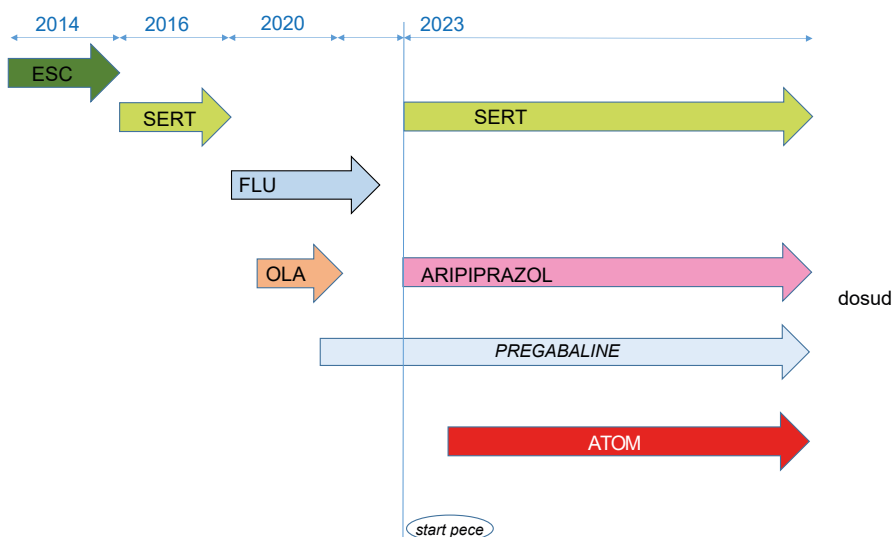 2014 2016 2020 2023
ESC
SERT SERT
FLU
OLA ARIPIPRAZOL
dosud
PREGABALINE
ATOM
start pece